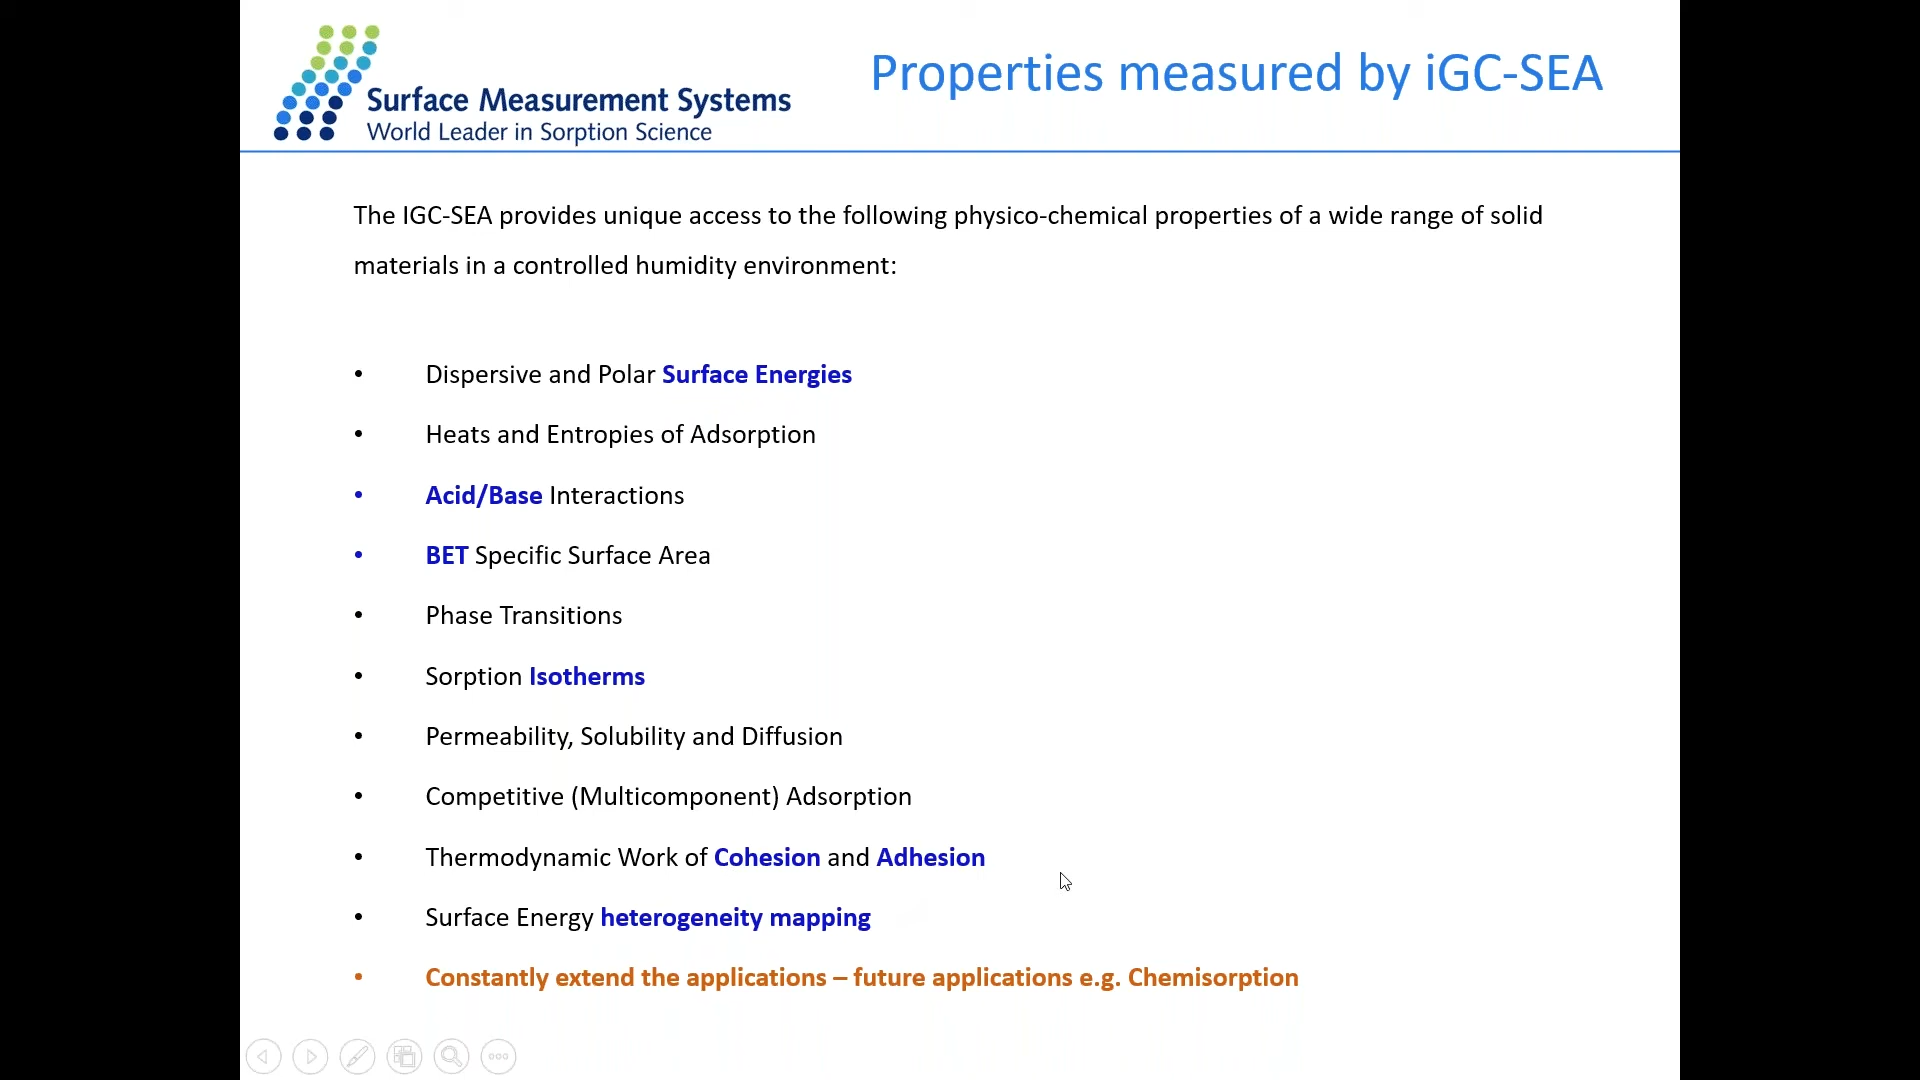 Surface Measurement Systems
World Leader in Sorption Science
Properties measured by iGC-SEA
The IGC-SEA provides unique access to the following physico-chemical properties of a wide range of solid
materials in a controlled humidity environment:
• Dispersive and Polar Surface Energies
• Heats and Entropies of Adsorption
• Acid/Base Interactions
• BET Specific Surface Area
• Phase Transitions
• Sorption Isotherms
• Permeability, Solubility and Diffusion
• Competitive (Multicomponent) Adsorption
• Thermodynamic Work of Cohesion and Adhesion
• Surface Energy heterogeneity mapping
• Constantly extend the applications – future applications e.g. Chemisorption